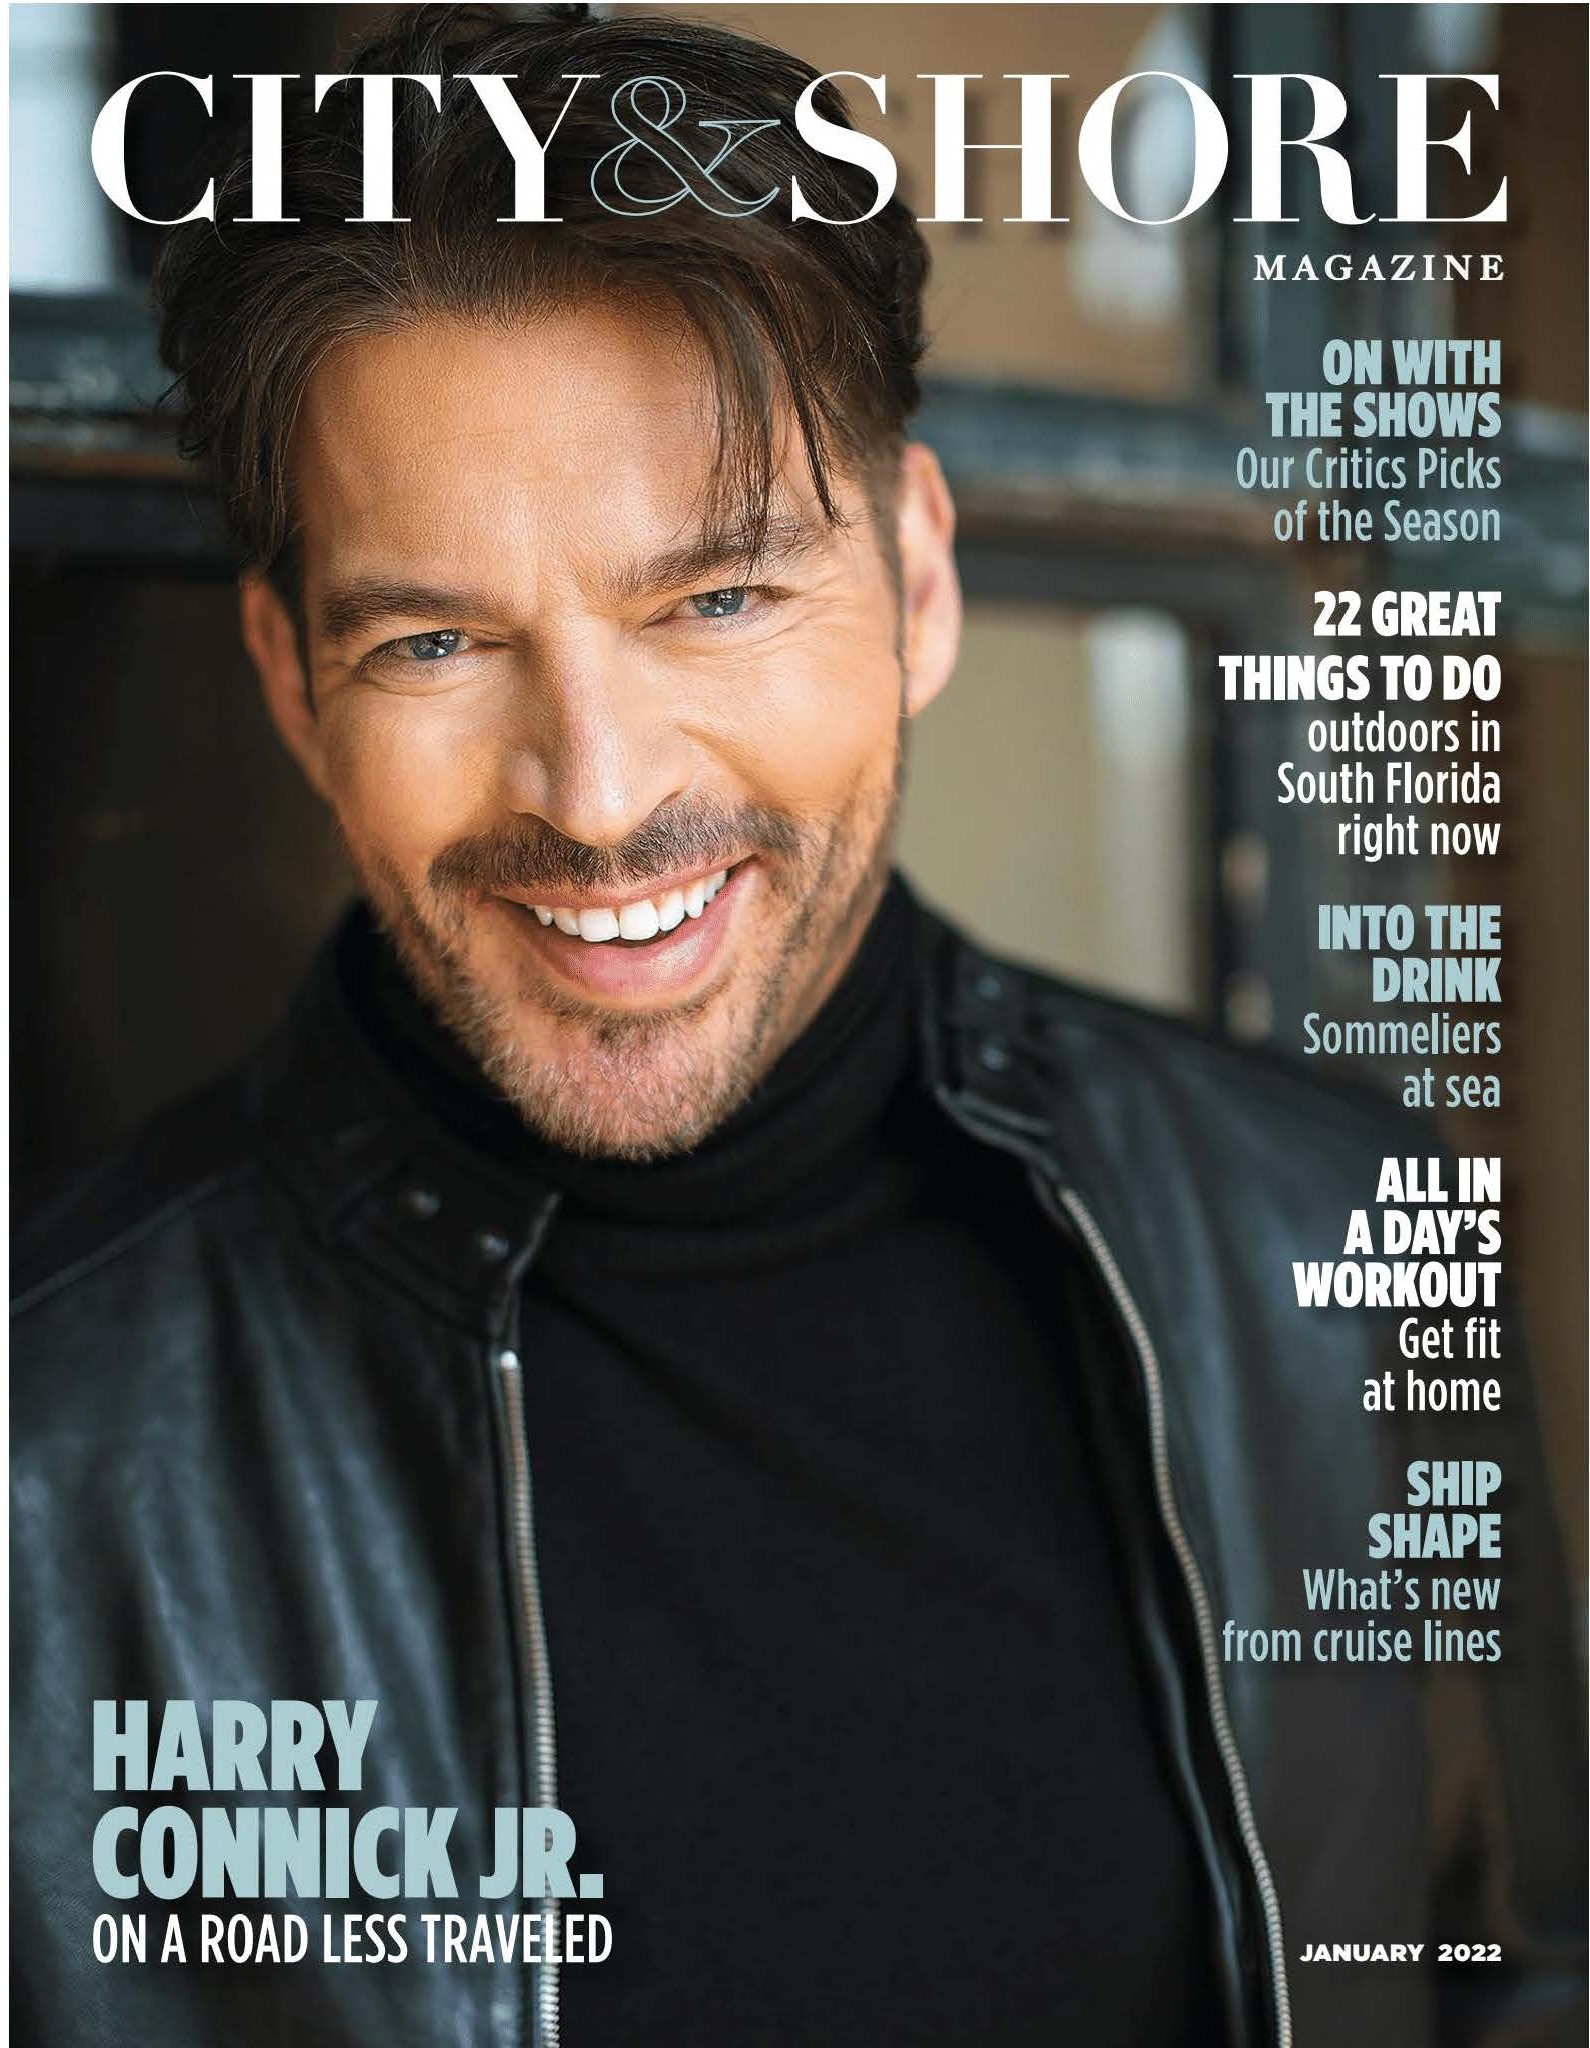 CITY&SHORE
MAGAZINE
ON WITH
THE SHOWS
Our Critics Picks
of the Season
22 GREAT
THINGS TO DO
outdoors in
South Florida
right now
INTO THE
DRINK
Sommeliers
at sea
ALL IN
A DAY'S
WORKOUT
Get fit
at home
SHIP
SHAPE
What's new
from cruise lines
HARRY
CONNICK JR.
ON A ROAD LESS TRAVELED
JANUARY 2022